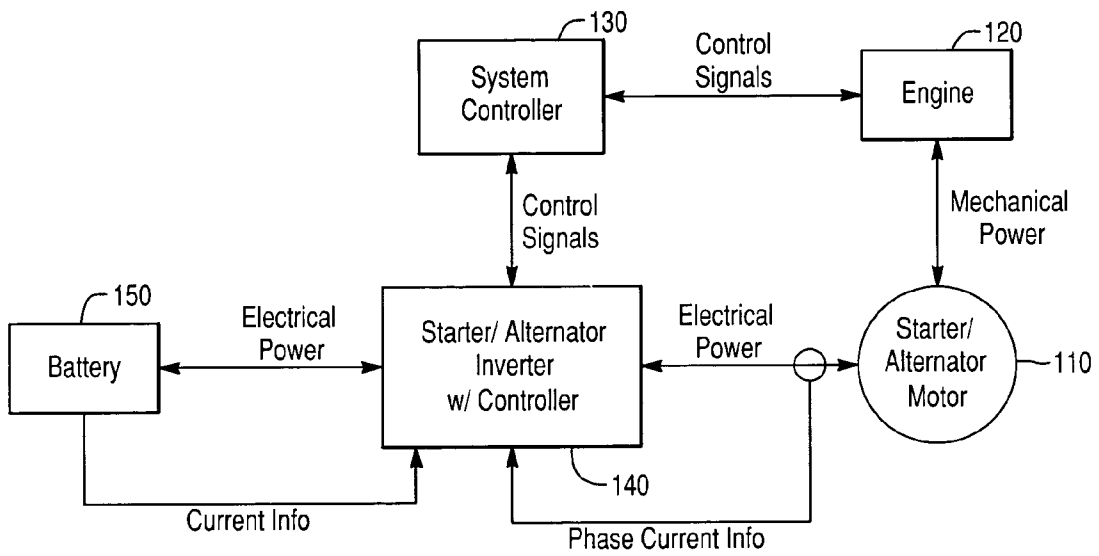 130
System
Controller
Control
Signals
120
Engine
Control
Signals
Mechanical
Power
150
Battery
Electrical
Power
Starter/ Alternator
Inverter
w/ Controller
140
Electrical
Power
Starter/
Alternator
Motor
110
Current Info
Phase Current Info